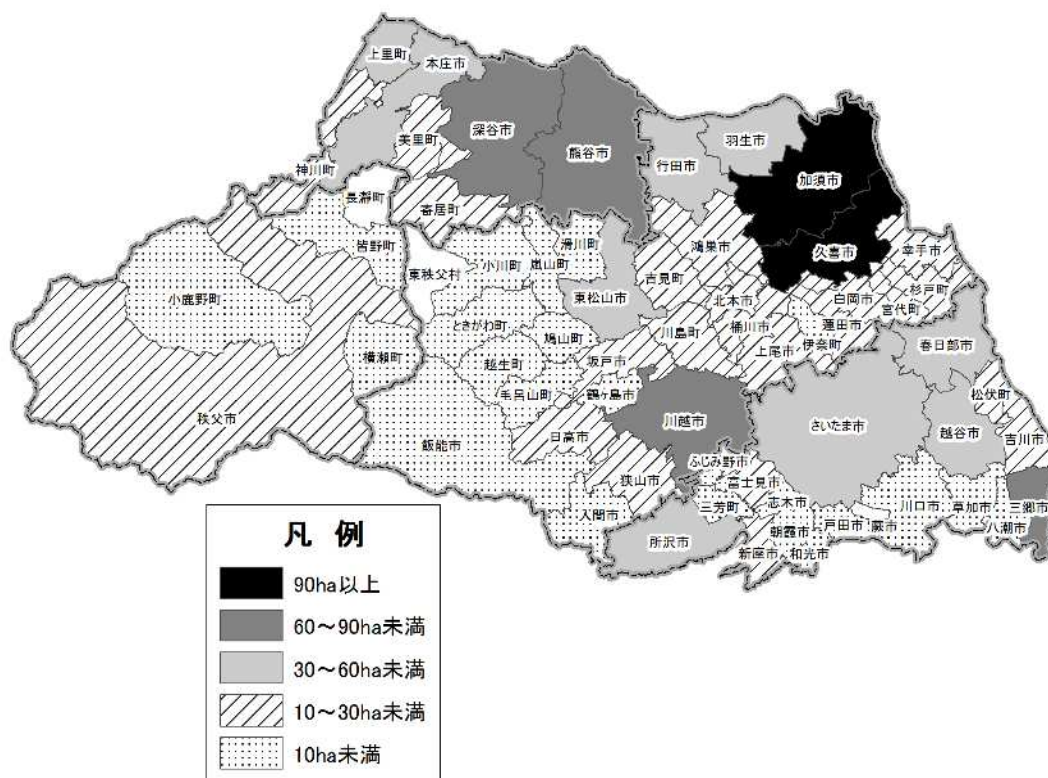 上里町
本庄市
深谷市
熊谷市
美里町
神川町
長瀞町
寄居町
皆野町
行田市
羽生市
加須市
久喜市
幸手市
鴻巣市
滑川町
小川町
嵐山町
東秩父村
吉見町
東松山市
小鹿野町
北本市
白岡市
杉戸町
宮代町
ときがわ町
鳩山町
川島町
桶川市
蓮田市
伊奈町
上尾市
春日部市
横瀬町
越生町
坂戸市
毛呂山町
鶴ヶ島市
松伏町
秩父市
飯能市
日高市
川越市
さいたま市
越谷市
吉川市
ふじみ野市
狭山市
富士見市
三芳町
志木市
入間市
所沢市
朝霞市
新座市
和光市
戸田市
蕨市
川口市
草加市
八潮市
三郷市
凡 例
90ha以上
60～90ha未満
30～60ha未満
10～30ha未満
10ha未満